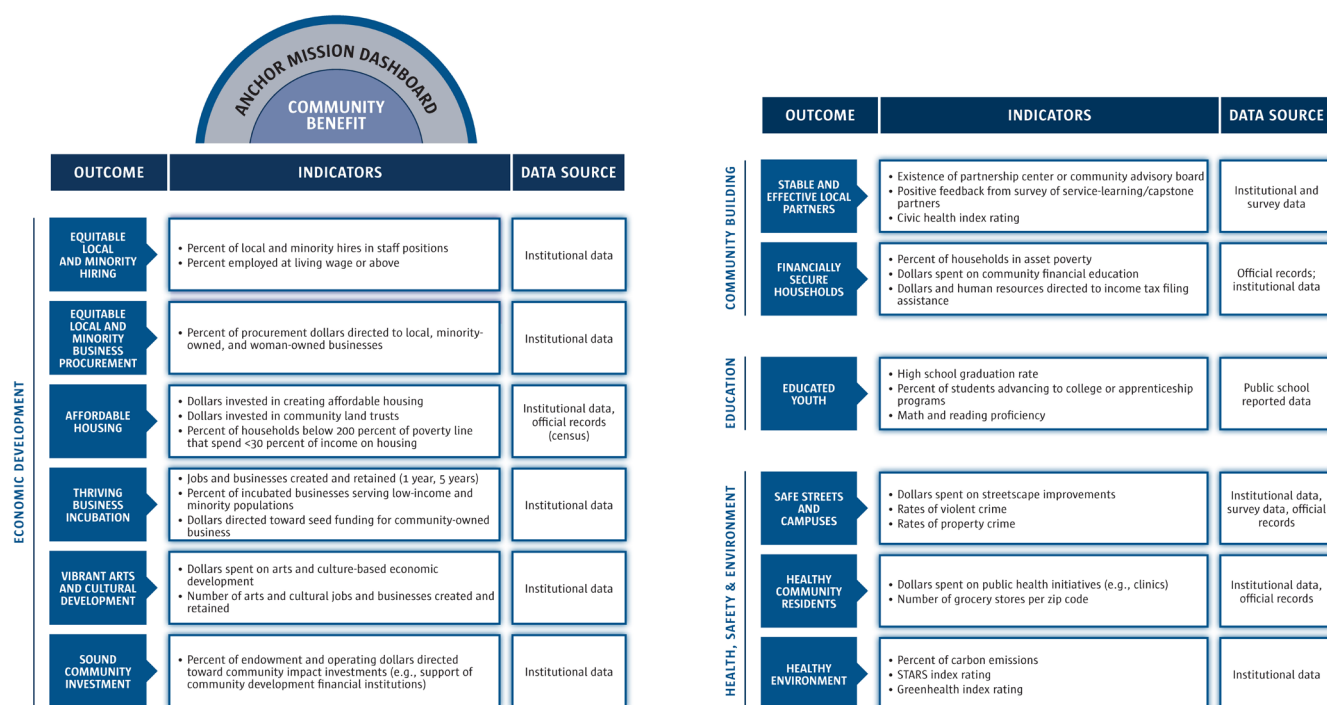 ANCHOR MISSION DASHBOARD
COMMUNITY
BENEFIT
OUTCOME
INDICATORS
DATA SOURCE
ECONOMIC DEVELOPMENT
EQUITABLE
LOCAL
AND MINORITY
HIRING
• Percent of local and minority hires in staff positions
• Percent employed at living wage or above
Institutional data
EQUITABLE
LOCAL AND
MINORITY
BUSINESS
PROCUREMENT
• Percent of procurement dollars directed to local, minority-
owned, and woman-owned businesses
Institutional data
AFFORDABLE
HOUSING
• Dollars invested in creating affordable housing
• Dollars invested in community land trusts
• Percent of households below 200 percent of poverty line
that spend <30 percent of income on housing
Institutional data,
official records
(census)
THRIVING
BUSINESS
INCUBATION
• Jobs and businesses created and retained (1 year, 5 years)
• Percent of incubated businesses serving low-income and
minority populations
• Dollars directed toward seed funding for community-owned
business
Institutional data
VIBRANT ARTS
AND CULTURAL
DEVELOPMENT
• Dollars spent on arts and culture-based economic
development
• Number of arts and cultural jobs and businesses created and
retained
Institutional data
SOUND
COMMUNITY
INVESTMENT
• Percent of endowment and operating dollars directed
toward community impact investments (e.g., support of
community development financial institutions)
Institutional data
OUTCOME
INDICATORS
DATA SOURCE
COMMUNITY BUILDING
STABLE AND
EFFECTIVE LOCAL
PARTNERS
• Existence of partnership center or community advisory board
• Positive feedback from survey of service-learning/capstone
partners
• Civic health index rating
Institutional and
survey data
FINANCIALLY
SECURE
HOUSEHOLDS
• Percent of households in asset poverty
• Dollars spent on community financial education
• Dollars and human resources directed to income tax filing
assistance
Official records;
institutional data
EDUCATION
EDUCATED
YOUTH
• High school graduation rate
• Percent of students advancing to college or apprenticeship
programs
• Math and reading proficiency
Public school
reported data
HEALTH, SAFETY & ENVIRONMENT
SAFE STREETS
AND
CAMPUSES
• Dollars spent on streetscape improvements
• Rates of violent crime
• Rates of property crime
Institutional data,
survey data, official
records
HEALTHY
COMMUNITY
RESIDENTS
• Dollars spent on public health initiatives (e.g., clinics)
• Number of grocery stores per zip code
Institutional data,
official records
HEALTHY
ENVIRONMENT
• Percent of carbon emissions
• STARS index rating
• Greenhealth index rating
Institutional data